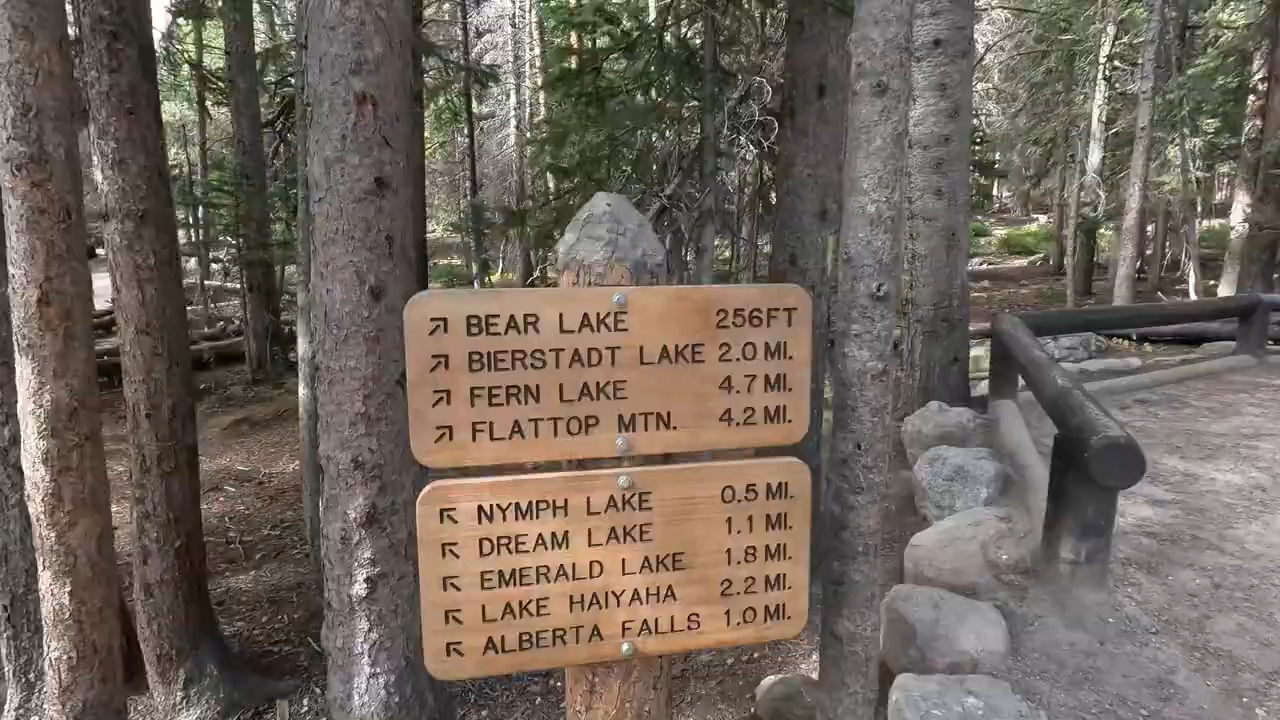 BEAR LAKE 256FT
BIERSTADT LAKE 2.0 MI.
FERN LAKE 4.7 MI.
FLATTOP MTN. 4.2 MI.
NYMPH LAKE 0.5 MI.
DREAM LAKE 1.1 MI.
EMERALD LAKE 1.8 MI.
LAKE HAIYAHA 2.2 MI.
ALBERTA FALLS 1.0 MI.